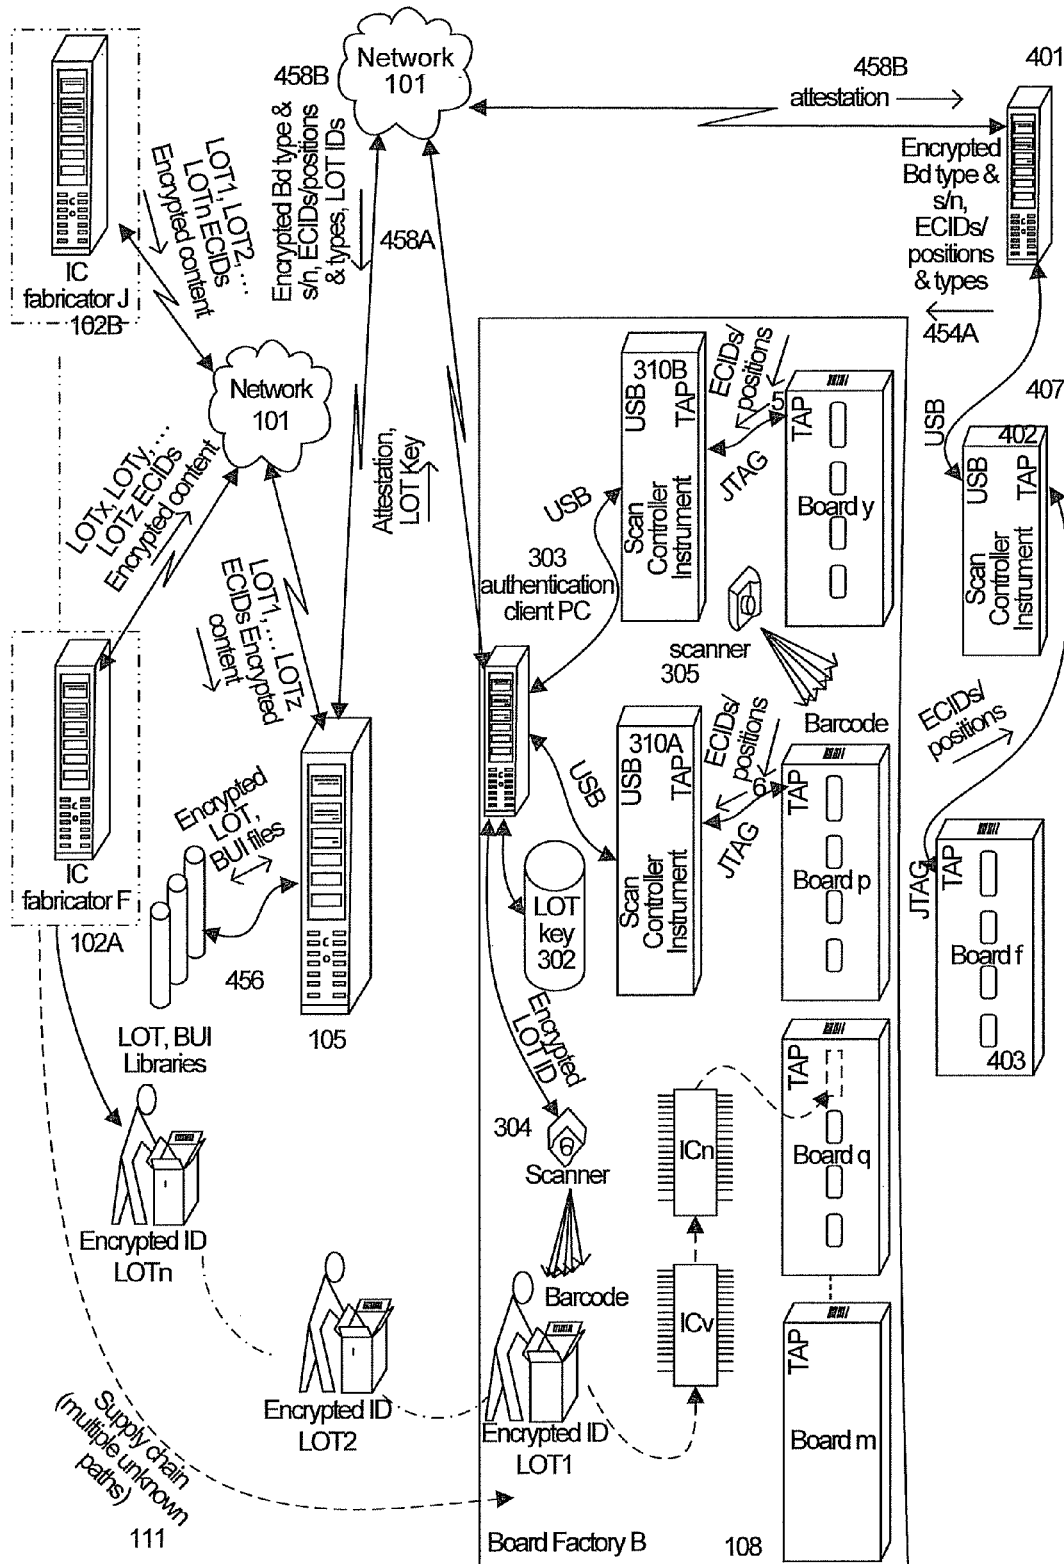 Network
101
458B
458B
attestation
401
IC
fabricator J
102B
LOT1, LOT2, ...
LOTn ECIDs
Encrypted content
Encrypted Bd type &
s/n, ECIDs/positions
& types, LOT IDs
458A
Encrypted
Bd type &
s/n,
ECIDs/
positions
& types
454A
Network
101
LOTx, LOTy, ...
LOTz ECIDs
Encrypted content
Attestation,
LOT Key
USB
310B
TAP
Scan
Controller
Instrument
ECIDs/
positions
5
JTAG
TAP
Board y
USB
407
402
USB
TAP
Scan
Controller
Instrument
USB
303
authentication
client PC
scanner
305
Barcode
LOT1, ... LOTz
ECIDs Encrypted
content
IC
fabricator F
102A
Encrypted
LOT,
BUI files
456
LOT, BUI
Libraries
105
USB
310A
USB
TAP
Scan
Controller
Instrument
ECIDs/
positions
6
JTAG
TAP
Board p
ECIDs/
positions
JTAG
TAP
Board f
403
LOT
key
302
Encrypted
LOT ID
304
Scanner
Barcode
ICn
ICv
TAP
Board q
TAP
Board m
Encrypted ID
LOTn
Encrypted ID
LOT2
Encrypted ID
LOT1
Supply chain
(multiple unknown
paths)
111
Board Factory B
108